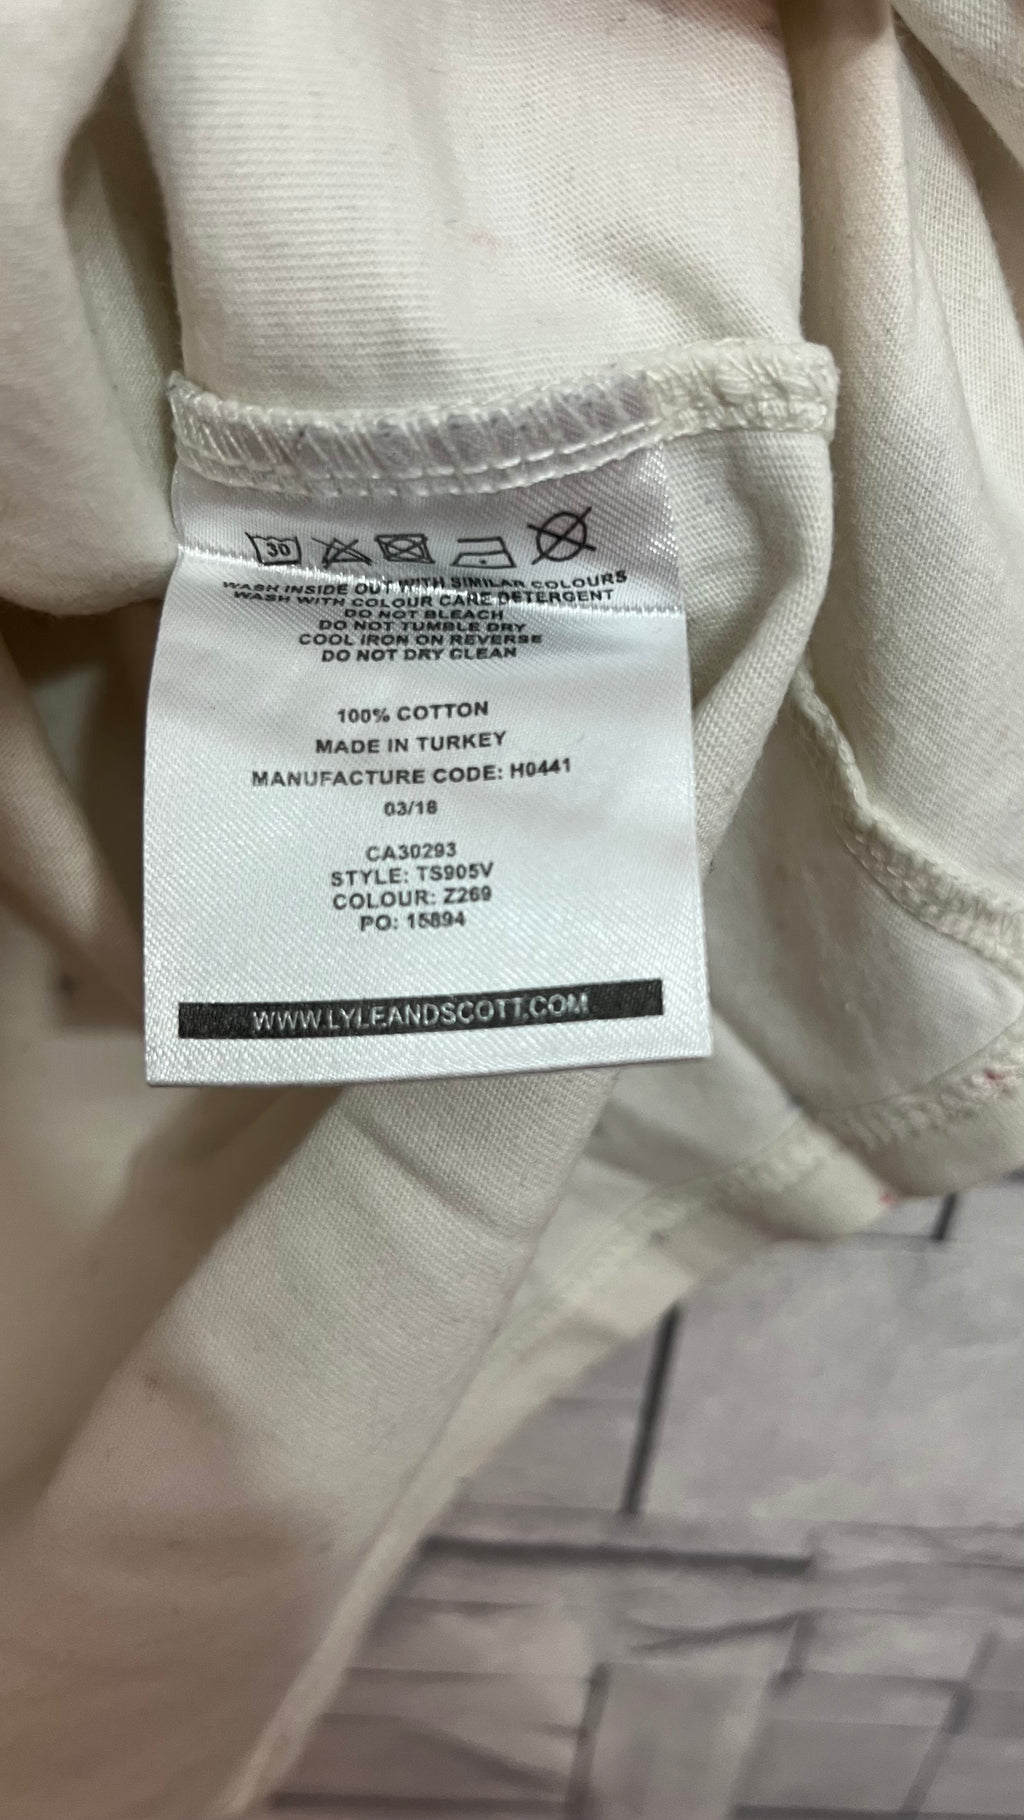 30
WASH INSIDE OUT WITH SIMILAR COLOURS
WASH WITH COLOUR CARE DETERGENT
DO NOT BLEACH
DO NOT TUMBLE DRY
COOL IRON ON REVERSE
DO NOT DRY CLEAN
100% COTTON
MADE IN TURKEY
MANUFACTURE CODE: H0441
03/18
CA30293
STYLE: TS905V
COLOUR: Z269
PO: 15894
WWW.LYLEANDSCOTT.COM